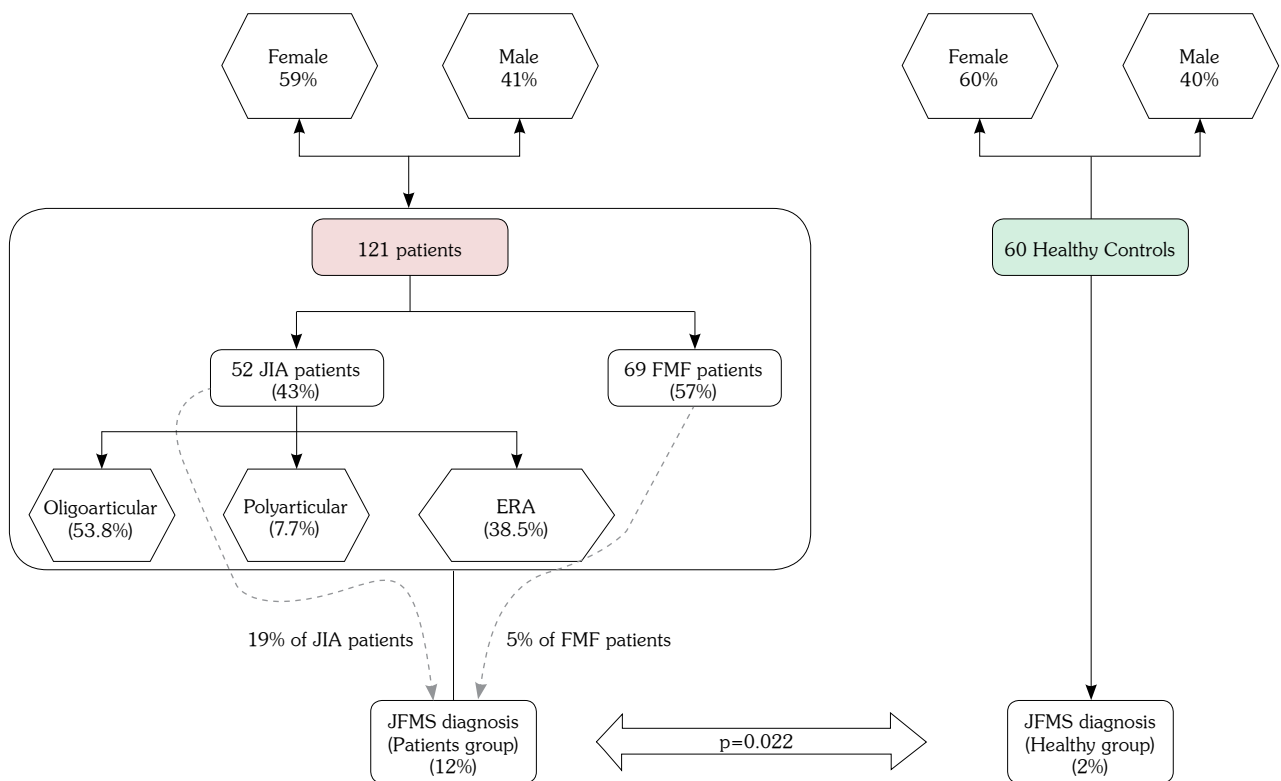 Female
59%
Male
41%
Female
60%
Male
40%
121 patients
60 Healthy Controls
52 JIA patients
(43%)
69 FMF patients
(57%)
Oligoarticular
(53.8%)
Polyarticular
(7.7%)
ERA
(38.5%)
19% of JIA patients
5% of FMF patients
JFMS diagnosis
(Patients group)
(12%)
p=0.022
JFMS diagnosis
(Healthy group)
(2%)